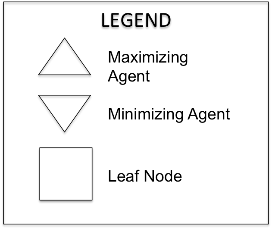 LEGEND
Maximizing
Agent
Minimizing Agent
Leaf Node